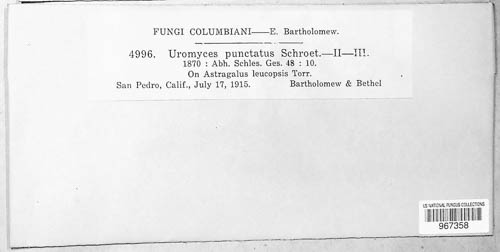 FUNGI COLUMBIANI—E. Bartholomew.
4996. Uromyces punctatus Schroet.—II—III.
1870 : Abh. Schles. Ges. 48 : 10.
On Astragalus leucopsis Torr.
San Pedro, Calif., July 17, 1915. Bartholomew & Bethel
US NATIONAL FUNGUS COLLECTIONS
967358